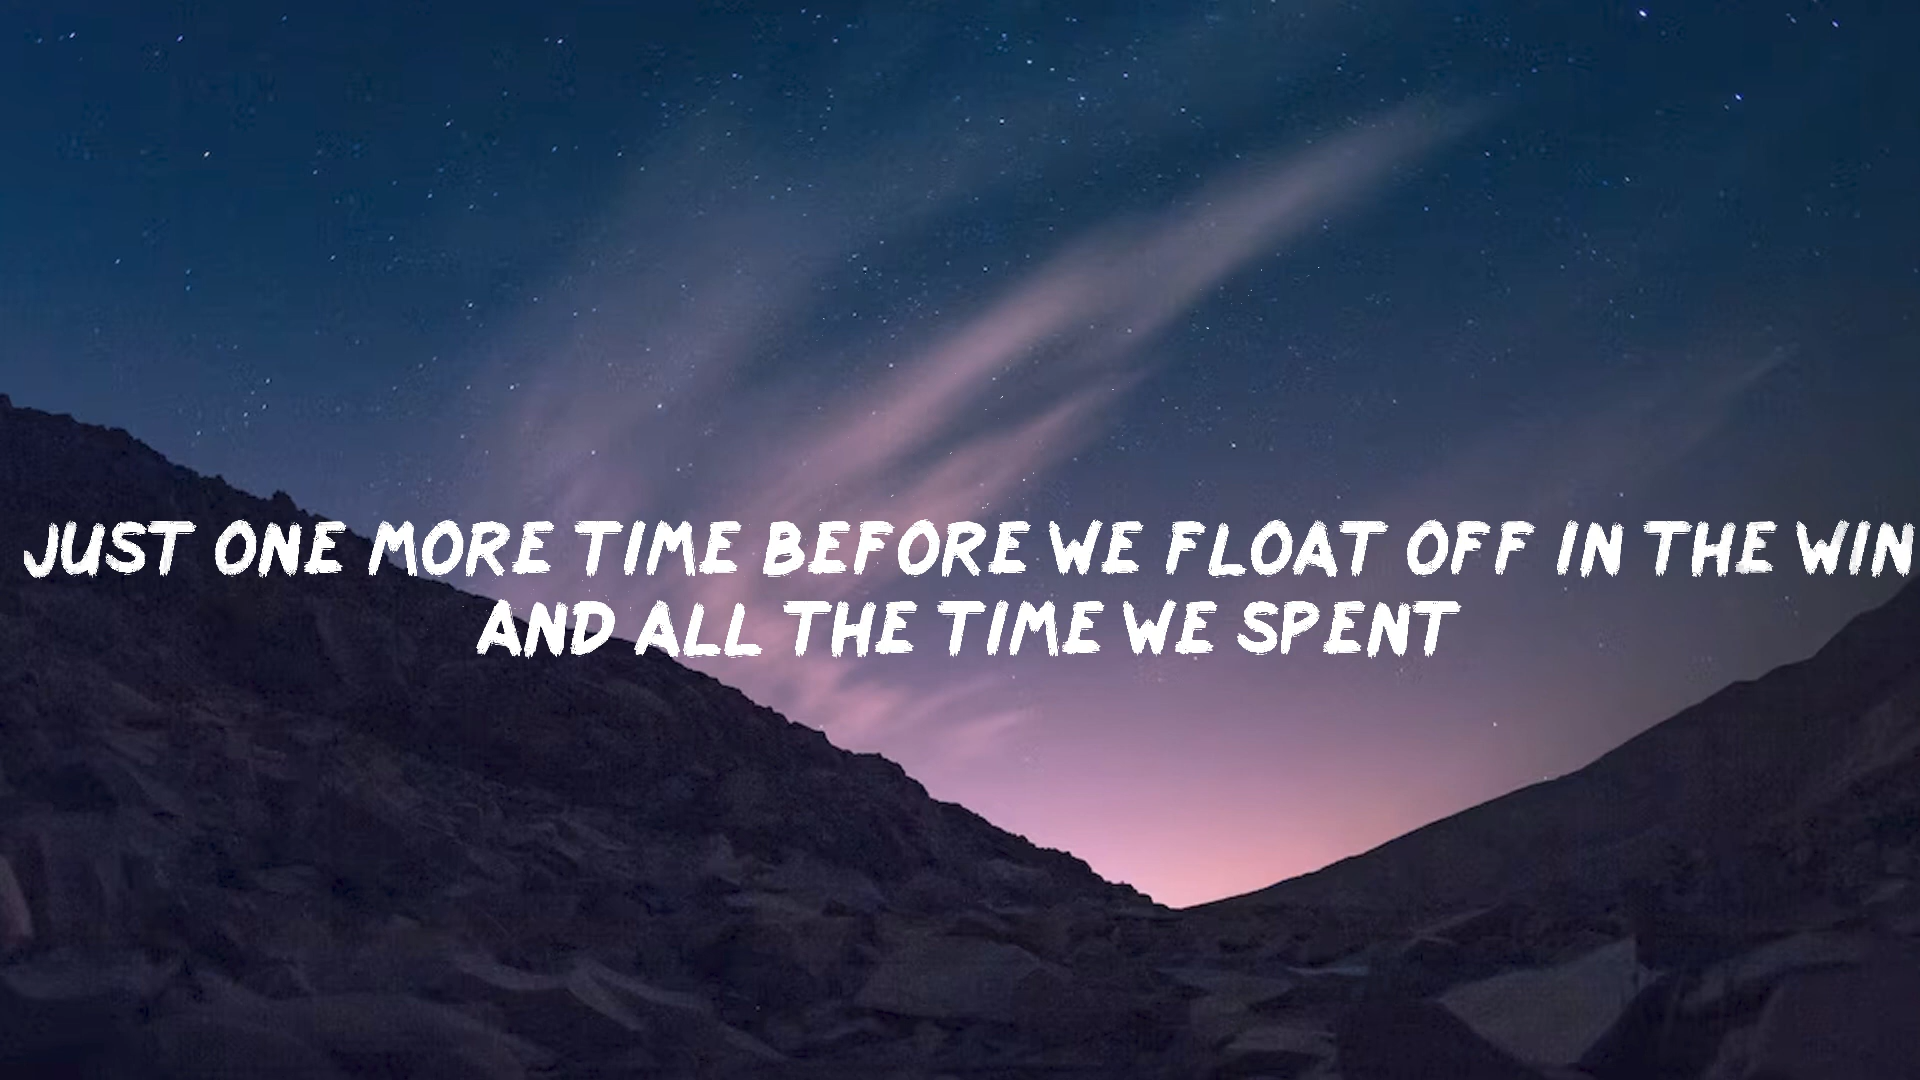 JUST ONE MORE TIME BEFORE WE FLOAT OFF IN THE WIN
AND ALL THE TIME WE SPENT